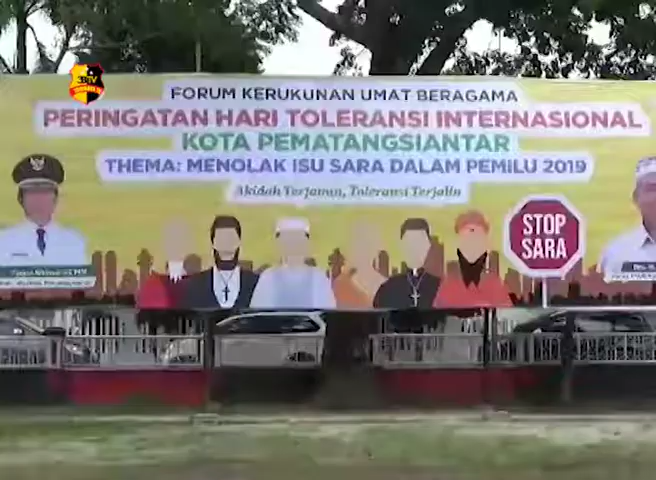 FORUM KERUKUNAN UMAT BERAGAMA
PERINGATAN HARI TOLERANSI INTERNASIONAL
KOTA PEMATANGSIANTAR
THEMA: MENOLAK ISU SARA DALAM PEMILU 2019
Akidah Terjamin, Toleransi Terjalin
STOP
SARA